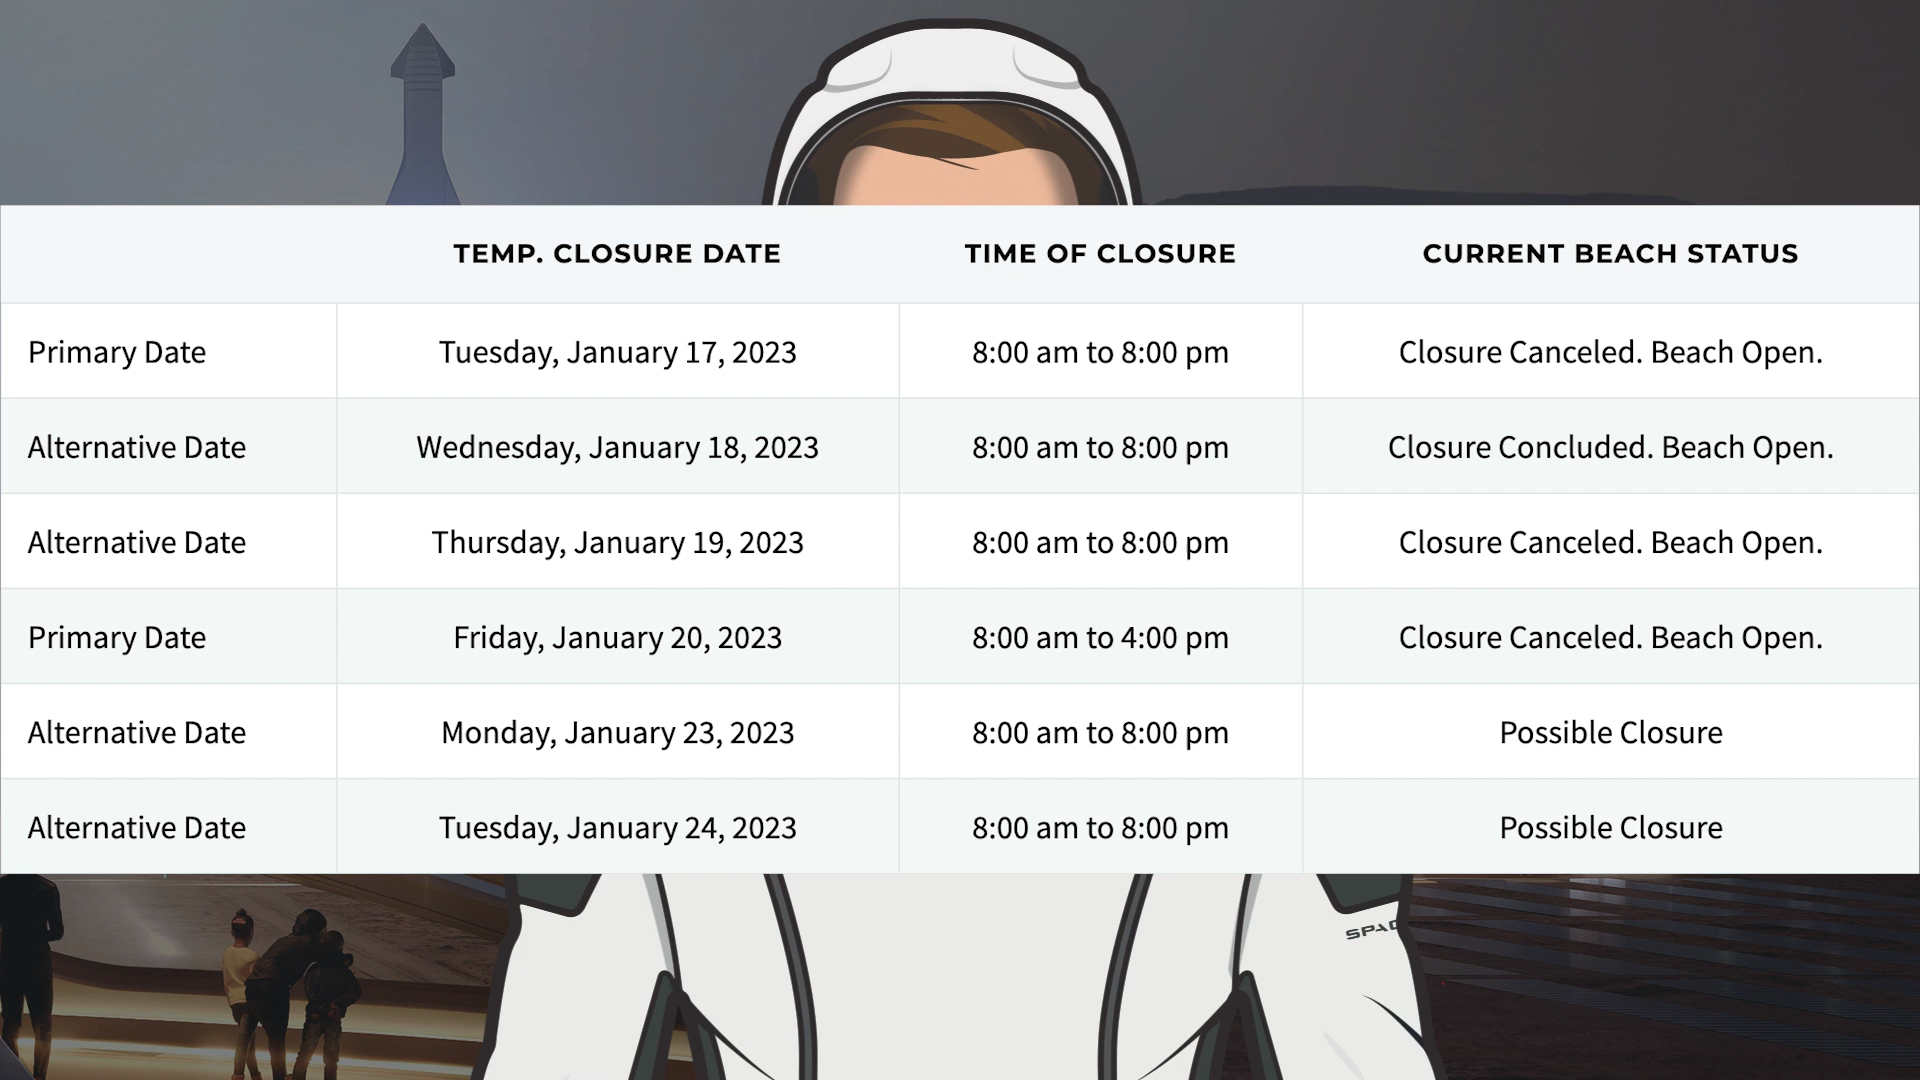 TEMP. CLOSURE DATE TIME OF CLOSURE CURRENT BEACH STATUS
Primary Date Tuesday, January 17, 2023 8:00 am to 8:00 pm Closure Canceled. Beach Open.
Alternative Date Wednesday, January 18, 2023 8:00 am to 8:00 pm Closure Concluded. Beach Open.
Alternative Date Thursday, January 19, 2023 8:00 am to 8:00 pm Closure Canceled. Beach Open.
Primary Date Friday, January 20, 2023 8:00 am to 4:00 pm Closure Canceled. Beach Open.
Alternative Date Monday, January 23, 2023 8:00 am to 8:00 pm Possible Closure
Alternative Date Tuesday, January 24, 2023 8:00 am to 8:00 pm Possible Closure
SPAC